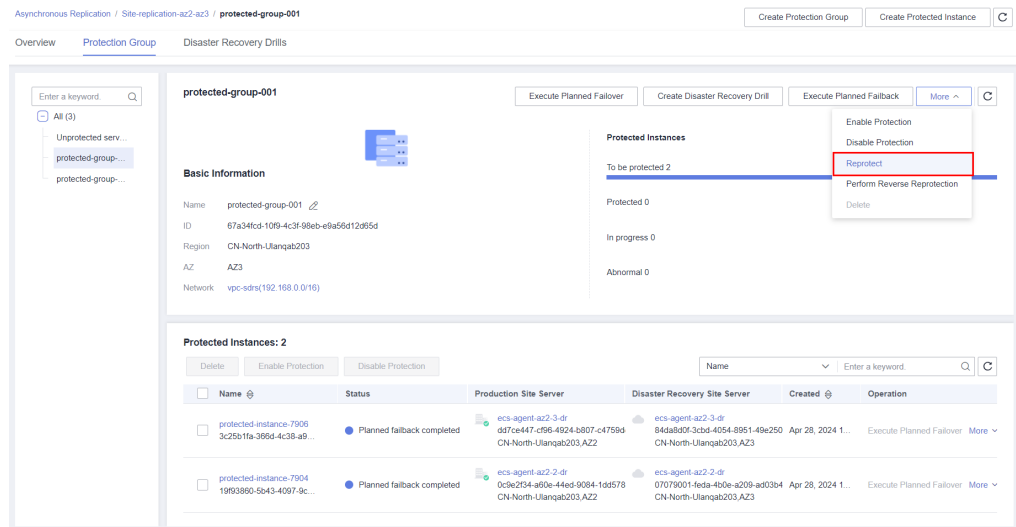 Asynchronous Replication / Site-replication-az2-az3 / protected-group-001
Create Protection Group
Create Protected Instance
Overview
Protection Group
Disaster Recovery Drills
Enter a keyword.
All (3)
Unprotected serv...
protected-group-...
protected-group-...
protected-group-001
Execute Planned Failover
Create Disaster Recovery Drill
Execute Planned Failback
More
Enable Protection
Disable Protection
Reprotect
Perform Reverse Reprotection
Delete
Basic Information
Name protected-group-001
ID 67a34fcd-10f9-4c3f-98eb-e9a56d12d65d
Region CN-North-Ulanqab203
AZ AZ3
Network vpc-sdrs(192.168.0.0/16)
Protected Instances
To be protected 2
Protected 0
In progress 0
Abnormal 0
Protected Instances: 2
Delete
Enable Protection
Disable Protection
Name
Enter a keyword.
Name Status Production Site Server Disaster Recovery Site Server Created Operation
protected-instance-7906
3c25b1fa-366d-4c38-a9...
Planned failback completed
ecs-agent-az2-3-dr
dd7ce447-cf96-4924-b807-c4759d
CN-North-Ulanqab203,AZ2
ecs-agent-az2-3-dr
84da8d0f-3cbd-4054-8951-49e250
CN-North-Ulanqab203,AZ3
Apr 28, 2024 1...
Execute Planned Failover More
protected-instance-7904
19f93860-5b43-4097-9c...
Planned failback completed
ecs-agent-az2-2-dr
0c9e2f34-a60e-44ed-9084-1dd578
CN-North-Ulanqab203,AZ2
ecs-agent-az2-2-dr
07079001-feda-4b0e-a209-ad03b4
CN-North-Ulanqab203,AZ3
Apr 28, 2024 1...
Execute Planned Failover More